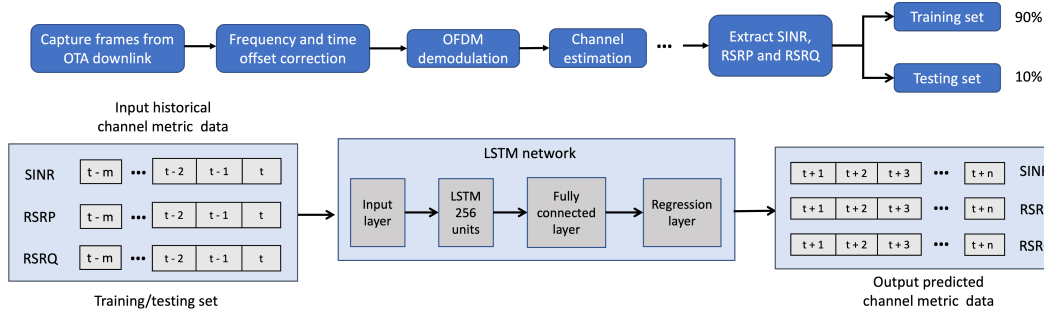 Capture frames from
OTA downlink
Frequency and time
offset correction
OFDM
demodulation
Channel
estimation
...
Extract SINR,
RSRP and RSRQ
Training set
90%
Testing set
10%
Input historical
channel metric data
SINR
t - m ... t - 2 t - 1 t
RSRP
t - m ... t - 2 t - 1 t
RSRQ
t - m ... t - 2 t - 1 t
Training/testing set
LSTM network
Input
layer
LSTM
256
units
Fully
connected
layer
Regression
layer
t + 1 t + 2 t + 3 ... t + n
SINR
t + 1 t + 2 t + 3 ... t + n
RSR
t + 1 t + 2 t + 3 ... t + n
RSR
Output predicted
channel metric data